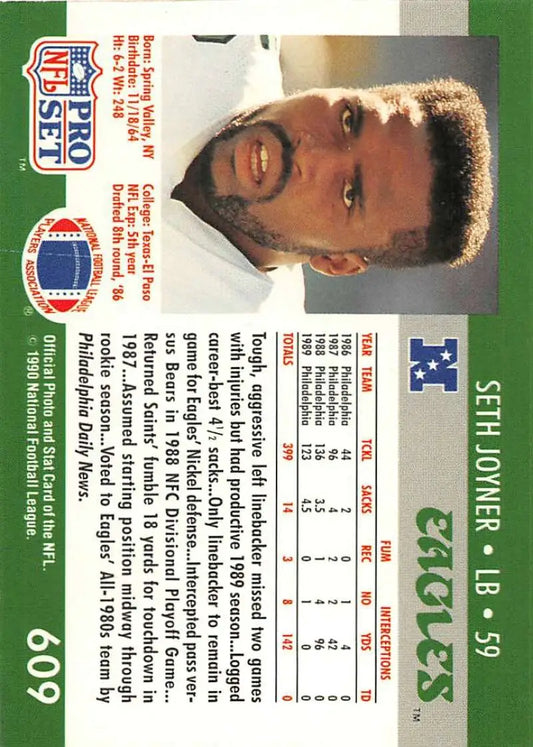 SETH JOYNER • LB • 59
N
EAGLES™
Born: Spring Valley, NY
Birthdate: 11/18/64
Ht: 6-2 Wt: 248
College: Texas-El Paso
NFL Exp: 5th year
Drafted 8th round, '86
PRO
NFL
SET
™
NATIONAL FOOTBALL LEAGUE
PLAYERS ASSOCIATION
®
FUM INTERCEPTIONS
YEAR TEAM TCKL SACKS REC NO YDS TD
1986 Philadelphia 44 2 0 1 4 0
1987 Philadelphia 96 4 2 2 42 0
1988 Philadelphia 136 3.5 1 4 96 0
1989 Philadelphia 123 4.5 0 1 0 0
TOTALS 399 14 3 8 142 0
Tough, aggressive left linebacker missed two games
with injuries but had productive 1989 season...Logged
career-best 4½ sacks...Only linebacker to remain in
game for Eagles' Nickel defense...Intercepted pass ver-
sus Bears in 1988 NFC Divisional Playoff Game...
Returned Saints' fumble 18 yards for touchdown in
1987...Assumed starting position midway through
rookie season...Voted to Eagles' All-1980s team by
Philadelphia Daily News.
Official Photo and Stat Card of the NFL.
© 1990 National Football League.
609